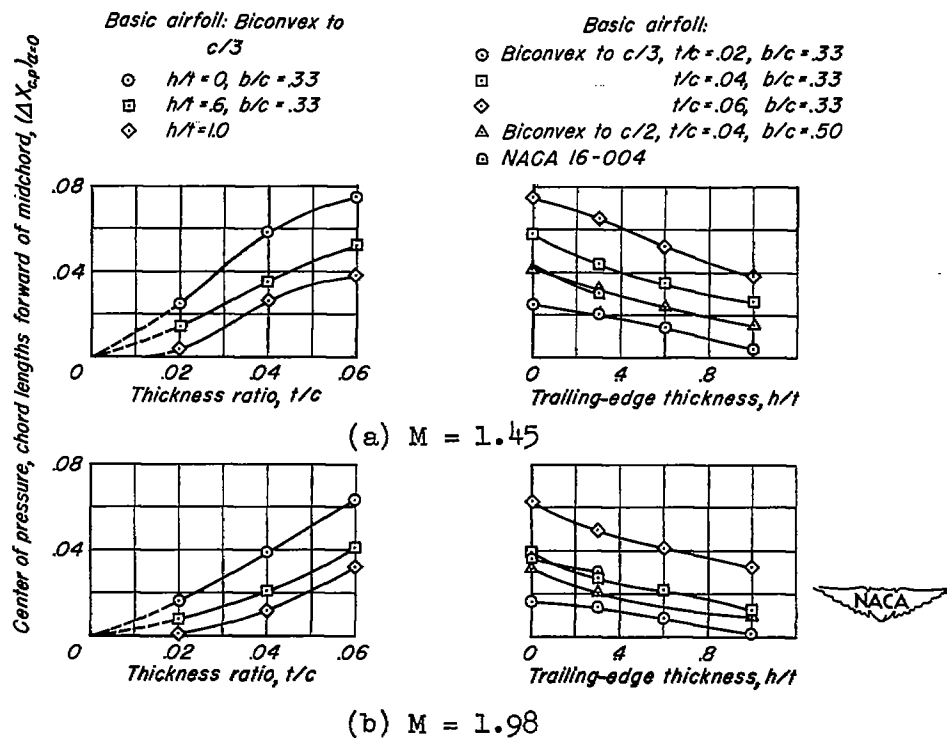 Basic airfoil: Biconvex to
c/3
h/t=0, b/c=.33
h/t=.6, b/c=.33
h/t=1.0
Basic airfoil:
Biconvex to c/3, t/c=.02, b/c=.33
t/c=.04, b/c=.33
t/c=.06, b/c=.33
Biconvex to c/2, t/c=.04, b/c=.50
NACA 16-004
Center of pressure, chord lengths forward of midchord, (ΔXc.p.)α=0
.08
.04
0
0 .02 .04 .06
Thickness ratio, t/c
0 .4 .8
Trailing-edge thickness, h/t
(a) M = 1.45
.08
.04
0
0 .02 .04 .06
Thickness ratio, t/c
0 .4 .8
Trailing-edge thickness, h/t
NACA
(b) M = 1.98